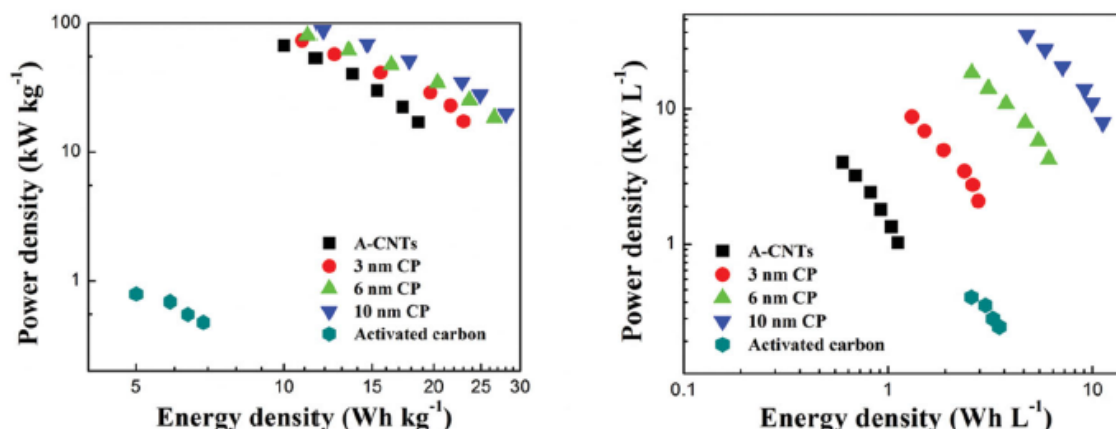 100
10
1
Power density (kW kg⁻¹)
A-CNTs
3 nm CP
6 nm CP
10 nm CP
Activated carbon
5 10 15 20 25 30
Energy density (Wh kg⁻¹)
10
1
Power density (kW L⁻¹)
A-CNTs
3 nm CP
6 nm CP
10 nm CP
Activated carbon
0.1 1 10
Energy density (Wh L⁻¹)